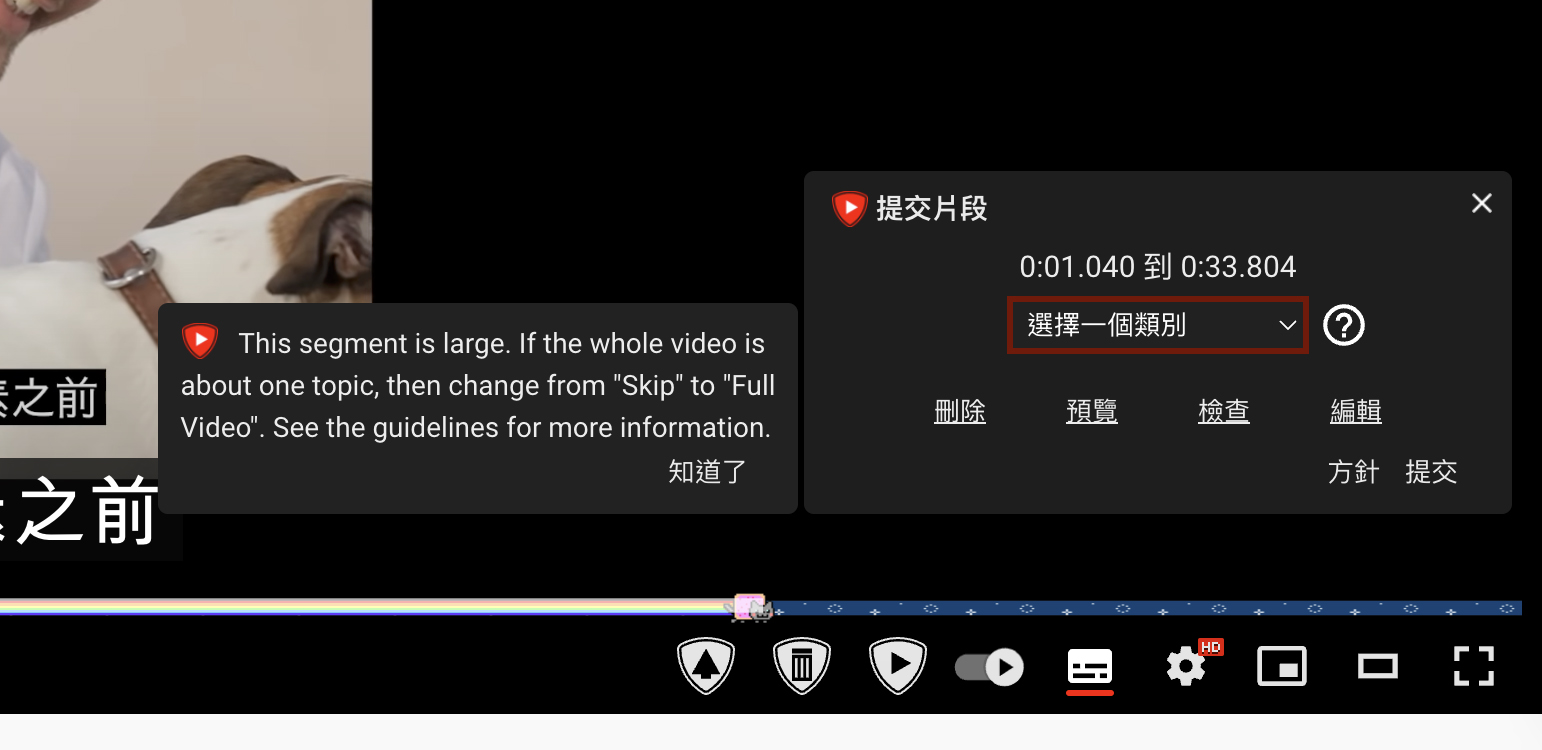 提交片段
0:01.040 到 0:33.804
選擇一個類別
刪除 預覽 檢查 編輯
方針 提交
This segment is large. If the whole video is
about one topic, then change from "Skip" to "Full
Video". See the guidelines for more information.
知道了
之前
之前
HD